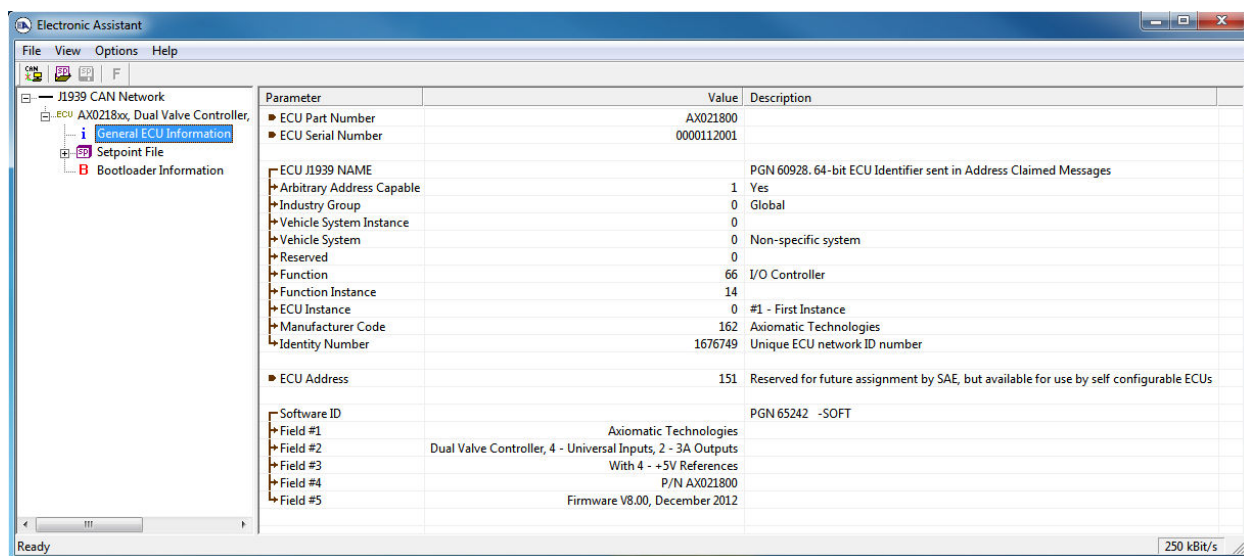 Electronic Assistant
File View Options Help
CAN SP SP F
J1939 CAN Network
ECU AX0218xx, Dual Valve Controller,
i General ECU Information
SP Setpoint File
B Bootloader Information
Parameter Value Description
ECU Part Number AX021800
ECU Serial Number 0000112001
ECU J1939 NAME PGN 60928. 64-bit ECU Identifier sent in Address Claimed Messages
Arbitrary Address Capable 1 Yes
Industry Group 0 Global
Vehicle System Instance 0
Vehicle System 0 Non-specific system
Reserved 0
Function 66 I/O Controller
Function Instance 14
ECU Instance 0 #1 - First Instance
Manufacturer Code 162 Axiomatic Technologies
Identity Number 1676749 Unique ECU network ID number
ECU Address 151 Reserved for future assignment by SAE, but available for use by self configurable ECUs
Software ID PGN 65242 -SOFT
Field #1 Axiomatic Technologies
Field #2 Dual Valve Controller, 4 - Universal Inputs, 2 - 3A Outputs
Field #3 With 4 - +5V References
Field #4 P/N AX021800
Field #5 Firmware V8.00, December 2012
Ready 250 kBit/s